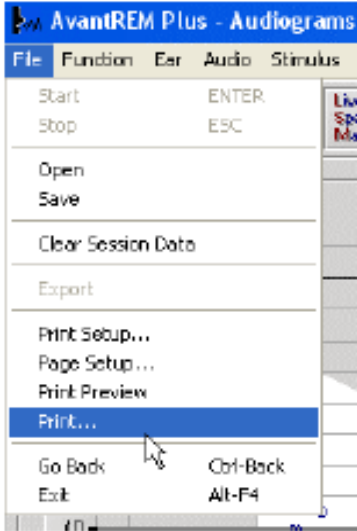 AvantREM Plus - Audiograms
File Function Ear Audio Stimulus
Start ENTER
Stop ESC
Open
Save
Clear Session Data
Export
Print Setup...
Page Setup...
Print Preview
Print...
Go Back Ctrl-Back
Exit Alt-F4